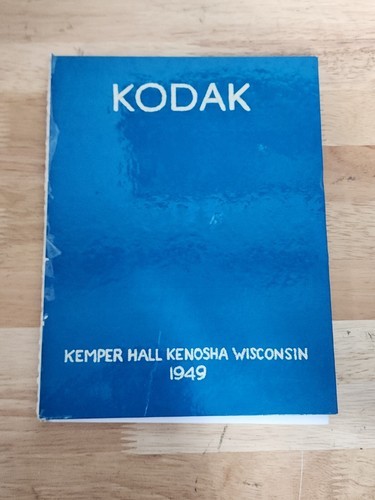 KODAK
KEMPER HALL KENOSHA WISCONSIN
1949